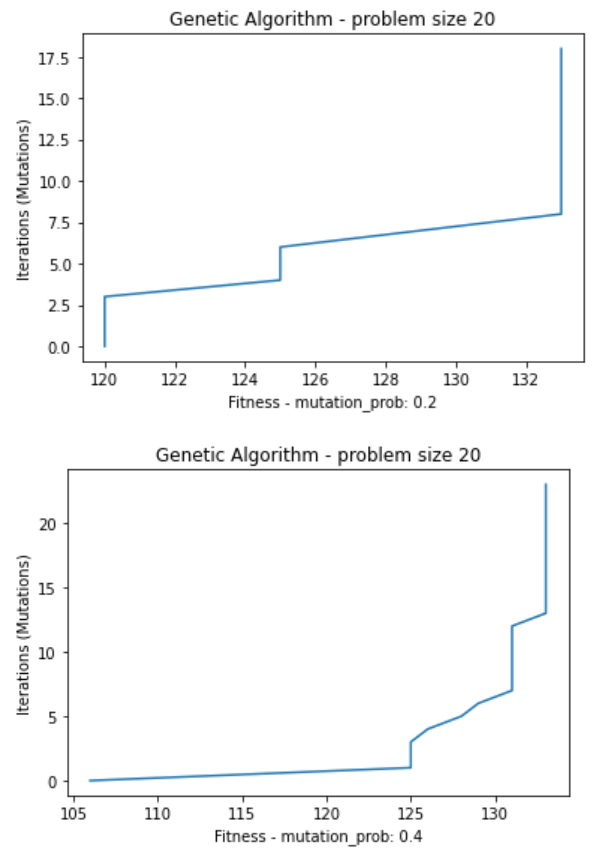 Genetic Algorithm - problem size 20
17.5
15.0
12.5
10.0
7.5
5.0
2.5
0.0
Iterations (Mutations)
120 122 124 126 128 130 132
Fitness - mutation_prob: 0.2
Genetic Algorithm - problem size 20
20
15
10
5
0
Iterations (Mutations)
105 110 115 120 125 130
Fitness - mutation_prob: 0.4